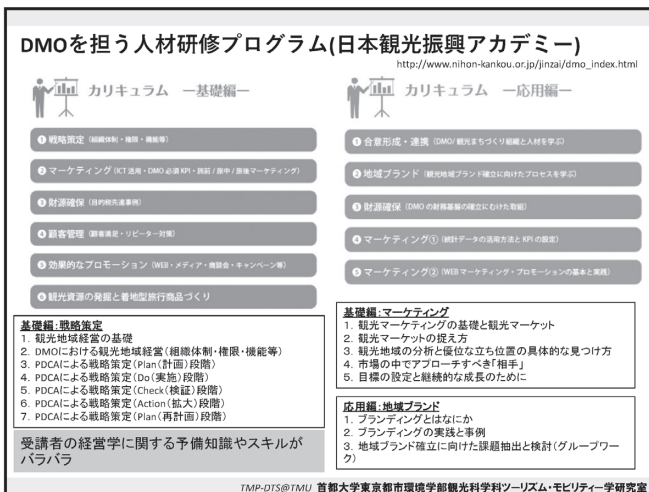 DMOを担う人材研修プログラム(日本観光振興アカデミー)
http://www.nihon-kankou.or.jp/jinzai/dmo_index.html
カリキュラム ―基礎編―
❶ 戦略策定（組織体制・権限・機能等）
❷ マーケティング（ICT 活用・DMO 必須 KPI・旅前 / 旅中 / 旅後マーケティング）
❸ 財源確保（目的税先進事例）
❹ 顧客管理（顧客満足・リピーター対策）
❺ 効果的なプロモーション（WEB・メディア・商談会・キャンペーン等）
❻ 観光資源の発掘と着地型旅行商品づくり
カリキュラム ―応用編―
❶ 合意形成・連携（DMO/ 観光まちづくり組織と人材を学ぶ）
❷ 地域ブランド（観光地域ブランド確立に向けたプロセスを学ぶ）
❸ 財源確保（DMO の財務基盤の確立にむけた取組）
❹ マーケティング①（統計データの活用方法と KPI の設定）
❺ マーケティング②（WEB マーケティング・プロモーションの基本と実践）
基礎編:戦略策定
1. 観光地域経営の基礎
2. DMOにおける観光地域経営(組織体制・権限・機能等)
3. PDCAによる戦略策定(Plan(計画)段階)
4. PDCAによる戦略策定(Do(実施)段階)
5. PDCAによる戦略策定(Check(検証)段階)
6. PDCAによる戦略策定(Action(拡大)段階)
7. PDCAによる戦略策定(Plan(再計画)段階)
受講者の経営学に関する予備知識やスキルが
バラバラ
基礎編:マーケティング
1. 観光マーケティングの基礎と観光マーケット
2. 観光マーケットの捉え方
3. 観光地域の分析と優位な立ち位置の具体的な見つけ方
4. 市場の中でアプローチすべき「相手」
5. 目標の設定と継続的な成長のために
応用編:地域ブランド
1. ブランディングとはなにか
2. ブランディングの実践と事例
3. 地域ブランド確立に向けた課題抽出と検討(グループワー
ク)
TMP-DTS@TMU 首都大学東京都市環境学部観光科学科ツーリズム・モビリティー学研究室